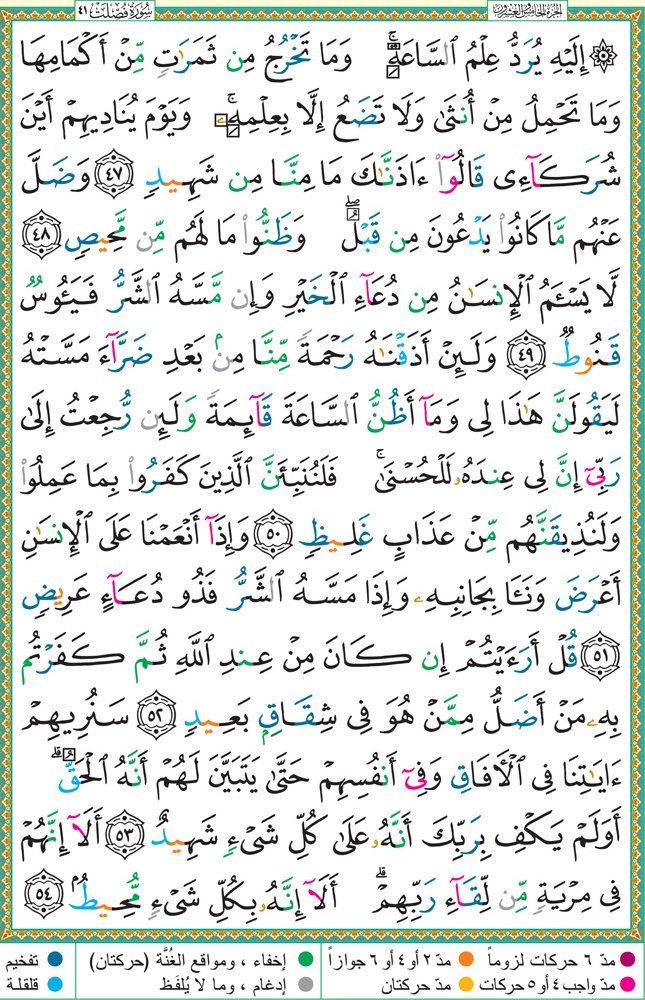 سُورَةُ فُصِّلَتْ ٤١
الجزء الخامس والعشرون
۞ إِلَيْهِ يُرَدُّ عِلْمُ ٱلسَّاعَةِۚ وَمَا تَخْرُجُ مِن ثَمَرَٰتٍ مِّنْ أَكْمَامِهَا
وَمَا تَحْمِلُ مِنْ أُنثَىٰ وَلَا تَضَعُ إِلَّا بِعِلْمِهِۦۚ وَيَوْمَ يُنَادِيهِمْ أَيْنَ
شُرَكَآءِى قَالُوٓا۟ ءَاذَنَّٰكَ مَا مِنَّا مِن شَهِيدٍ ﴿٤٧﴾ وَضَلَّ
عَنْهُم مَّا كَانُوا۟ يَدْعُونَ مِن قَبْلُۖ وَظَنُّوا۟ مَا لَهُم مِّن مَّحِيصٍ ﴿٤٨﴾
لَّا يَسْـَٔمُ ٱلْإِنسَٰنُ مِن دُعَآءِ ٱلْخَيْرِ وَإِن مَّسَّهُ ٱلشَّرُّ فَيَـُٔوسٌ
قَنُوطٌ ﴿٤٩﴾ وَلَئِنْ أَذَقْنَٰهُ رَحْمَةً مِّنَّا مِنۢ بَعْدِ ضَرَّآءَ مَسَّتْهُ
لَيَقُولَنَّ هَٰذَا لِى وَمَآ أَظُنُّ ٱلسَّاعَةَ قَآئِمَةً وَلَئِن رُّجِعْتُ إِلَىٰ
رَبِّىٓ إِنَّ لِى عِندَهُۥ لَلْحُسْنَىٰۚ فَلَنُنَبِّئَنَّ ٱلَّذِينَ كَفَرُوا۟ بِمَا عَمِلُوا۟
وَلَنُذِيقَنَّهُم مِّنْ عَذَابٍ غَلِيظٍ ﴿٥٠﴾ وَإِذَآ أَنْعَمْنَا عَلَى ٱلْإِنسَٰنِ
أَعْرَضَ وَنَـَٔا بِجَانِبِهِۦ وَإِذَا مَسَّهُ ٱلشَّرُّ فَذُو دُعَآءٍ عَرِيضٍ
﴿٥١﴾ قُلْ أَرَءَيْتُمْ إِن كَانَ مِنْ عِندِ ٱللَّهِ ثُمَّ كَفَرْتُم
بِهِۦ مَنْ أَضَلُّ مِمَّنْ هُوَ فِى شِقَاقٍۭ بَعِيدٍ ﴿٥٢﴾ سَنُرِيهِمْ
ءَايَٰتِنَا فِى ٱلْـَٔافَاقِ وَفِىٓ أَنفُسِهِمْ حَتَّىٰ يَتَبَيَّنَ لَهُمْ أَنَّهُ ٱلْحَقُّۗ
أَوَلَمْ يَكْفِ بِرَبِّكَ أَنَّهُۥ عَلَىٰ كُلِّ شَىْءٍ شَهِيدٌ ﴿٥٣﴾ أَلَآ إِنَّهُمْ
فِى مِرْيَةٍ مِّن لِّقَآءِ رَبِّهِمْۗ أَلَآ إِنَّهُۥ بِكُلِّ شَىْءٍ مُّحِيطٌۢ ﴿٥٤﴾
مدّ ٦ حركات لزوماً مدّ ٢ أو ٤ أو ٦ جوازاً إخفاء ، ومواقع الغُنَّة (حركتان) تفخيم
مدّ واجب ٤ أو ٥ حركات مدّ حركتان إدغام ، وما لا يُلفَظ قلقلة